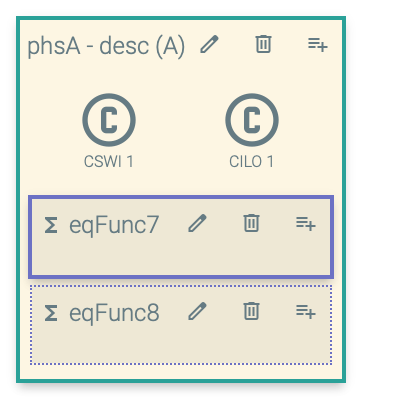 phsA - desc (A)
C C
CSWI 1 CILO 1
Σ eqFunc7
Σ eqFunc8